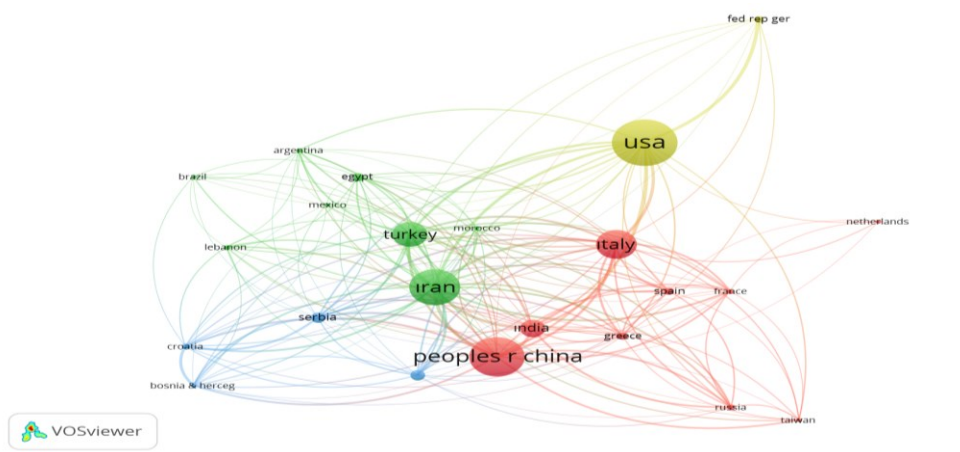 fed rep ger
usa
argentina
brazil
egypt
mexico
netherlands
turkey
morocco
italy
lebanon
iran
spain
france
serbia
india
greece
croatia
peoples r china
bosnia & herceg
russia
taiwan
VOSviewer